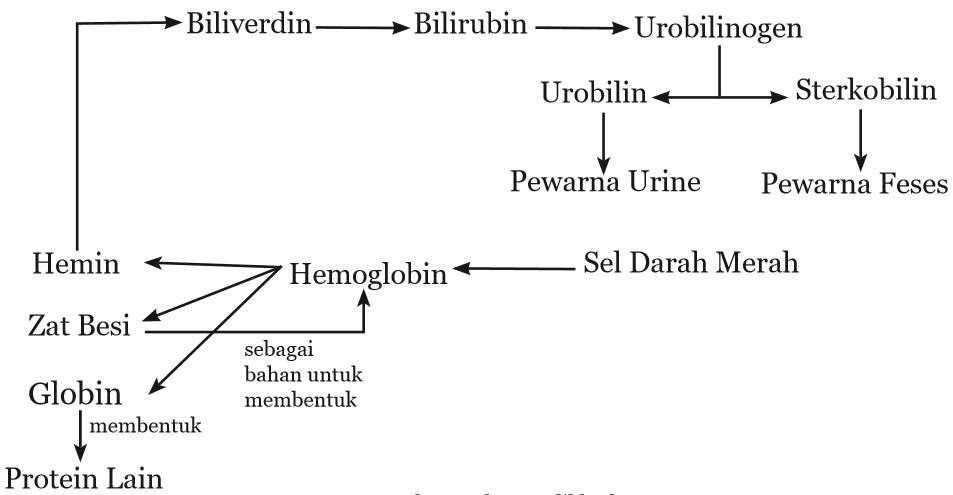 Biliverdin
Bilirubin
Urobilinogen
Urobilin
Sterkobilin
Pewarna Urine
Pewarna Feses
Hemin
Hemoglobin
Sel Darah Merah
Zat Besi
sebagai
bahan untuk
membentuk
Globin
membentuk
Protein Lain